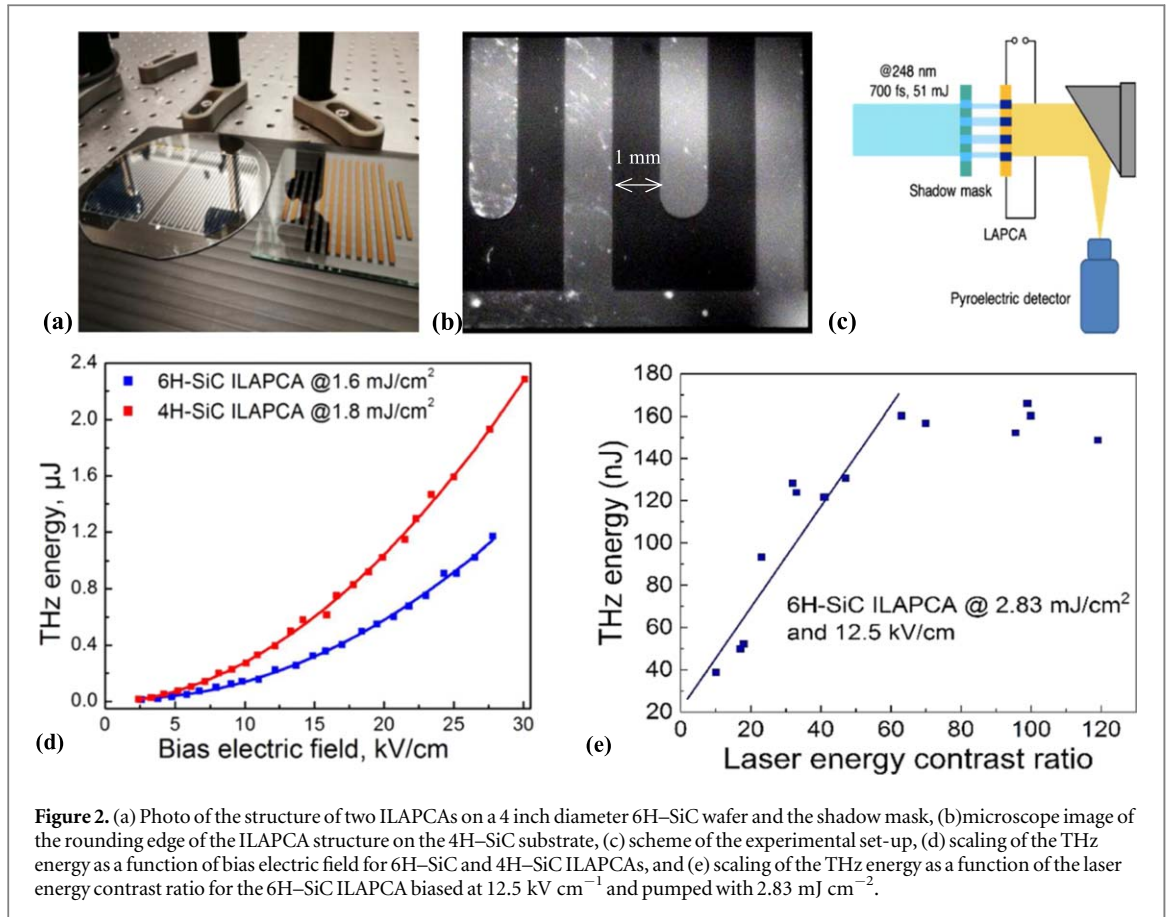 (a)
(b)
1 mm
@248 nm
700 fs, 51 mJ
Shadow mask
LAPCA
Pyroelectric detector
(c)
2.4
2.0
1.6
1.2
0.8
0.4
0.0
THz energy, µJ
6H-SiC ILAPCA @1.6 mJ/cm²
4H-SiC ILAPCA @1.8 mJ/cm²
5 10 15 20 25 30
(d)
Bias electric field, kV/cm
180
160
140
120
100
80
60
40
20
THz energy (nJ)
6H-SiC ILAPCA @ 2.83 mJ/cm²
and 12.5 kV/cm
0 20 40 60 80 100 120
(e)
Laser energy contrast ratio
Figure 2. (a) Photo of the structure of two ILAPCAs on a 4 inch diameter 6H–SiC wafer and the shadow mask, (b)microscope image of
the rounding edge of the ILAPCA structure on the 4H–SiC substrate, (c) scheme of the experimental set-up, (d) scaling of the THz
energy as a function of bias electric field for 6H–SiC and 4H–SiC ILAPCAs, and (e) scaling of the THz energy as a function of the laser
energy contrast ratio for the 6H–SiC ILAPCA biased at 12.5 kV cm⁻¹ and pumped with 2.83 mJ cm⁻².